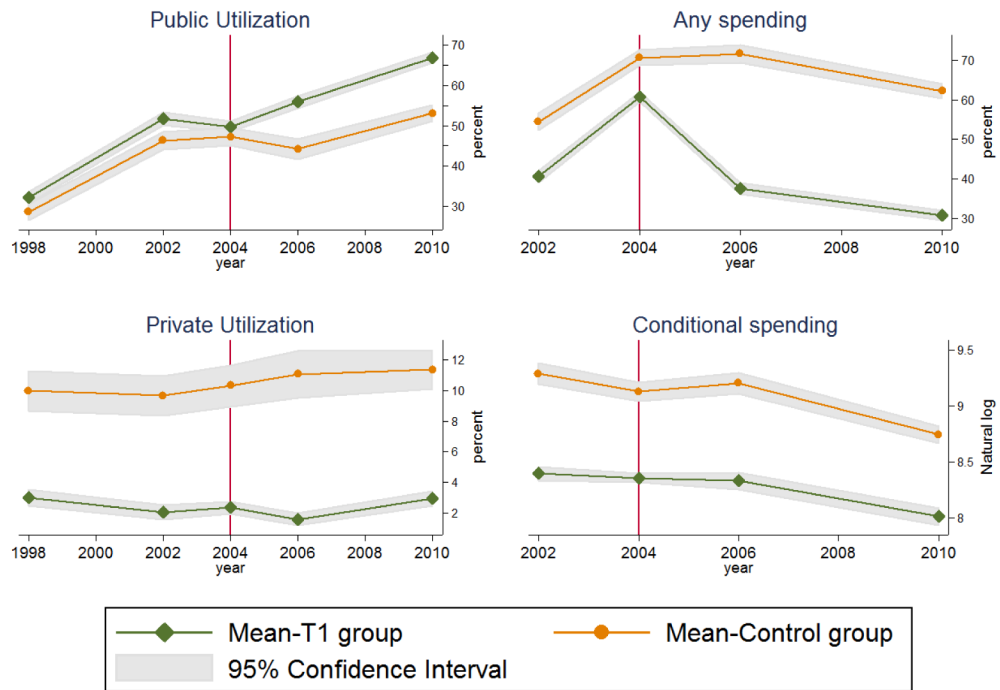 Public Utilization
70
60
50
40
30
percent
1998 2000 2002 2004 2006 2008 2010
year
Any spending
70
60
50
40
30
percent
2002 2004 2006 2008 2010
year
Private Utilization
12
10
8
6
4
2
percent
1998 2000 2002 2004 2006 2008 2010
year
Conditional spending
9.5
9
8.5
8
Natural log
2002 2004 2006 2008 2010
year
Mean-T1 group
Mean-Control group
95% Confidence Interval